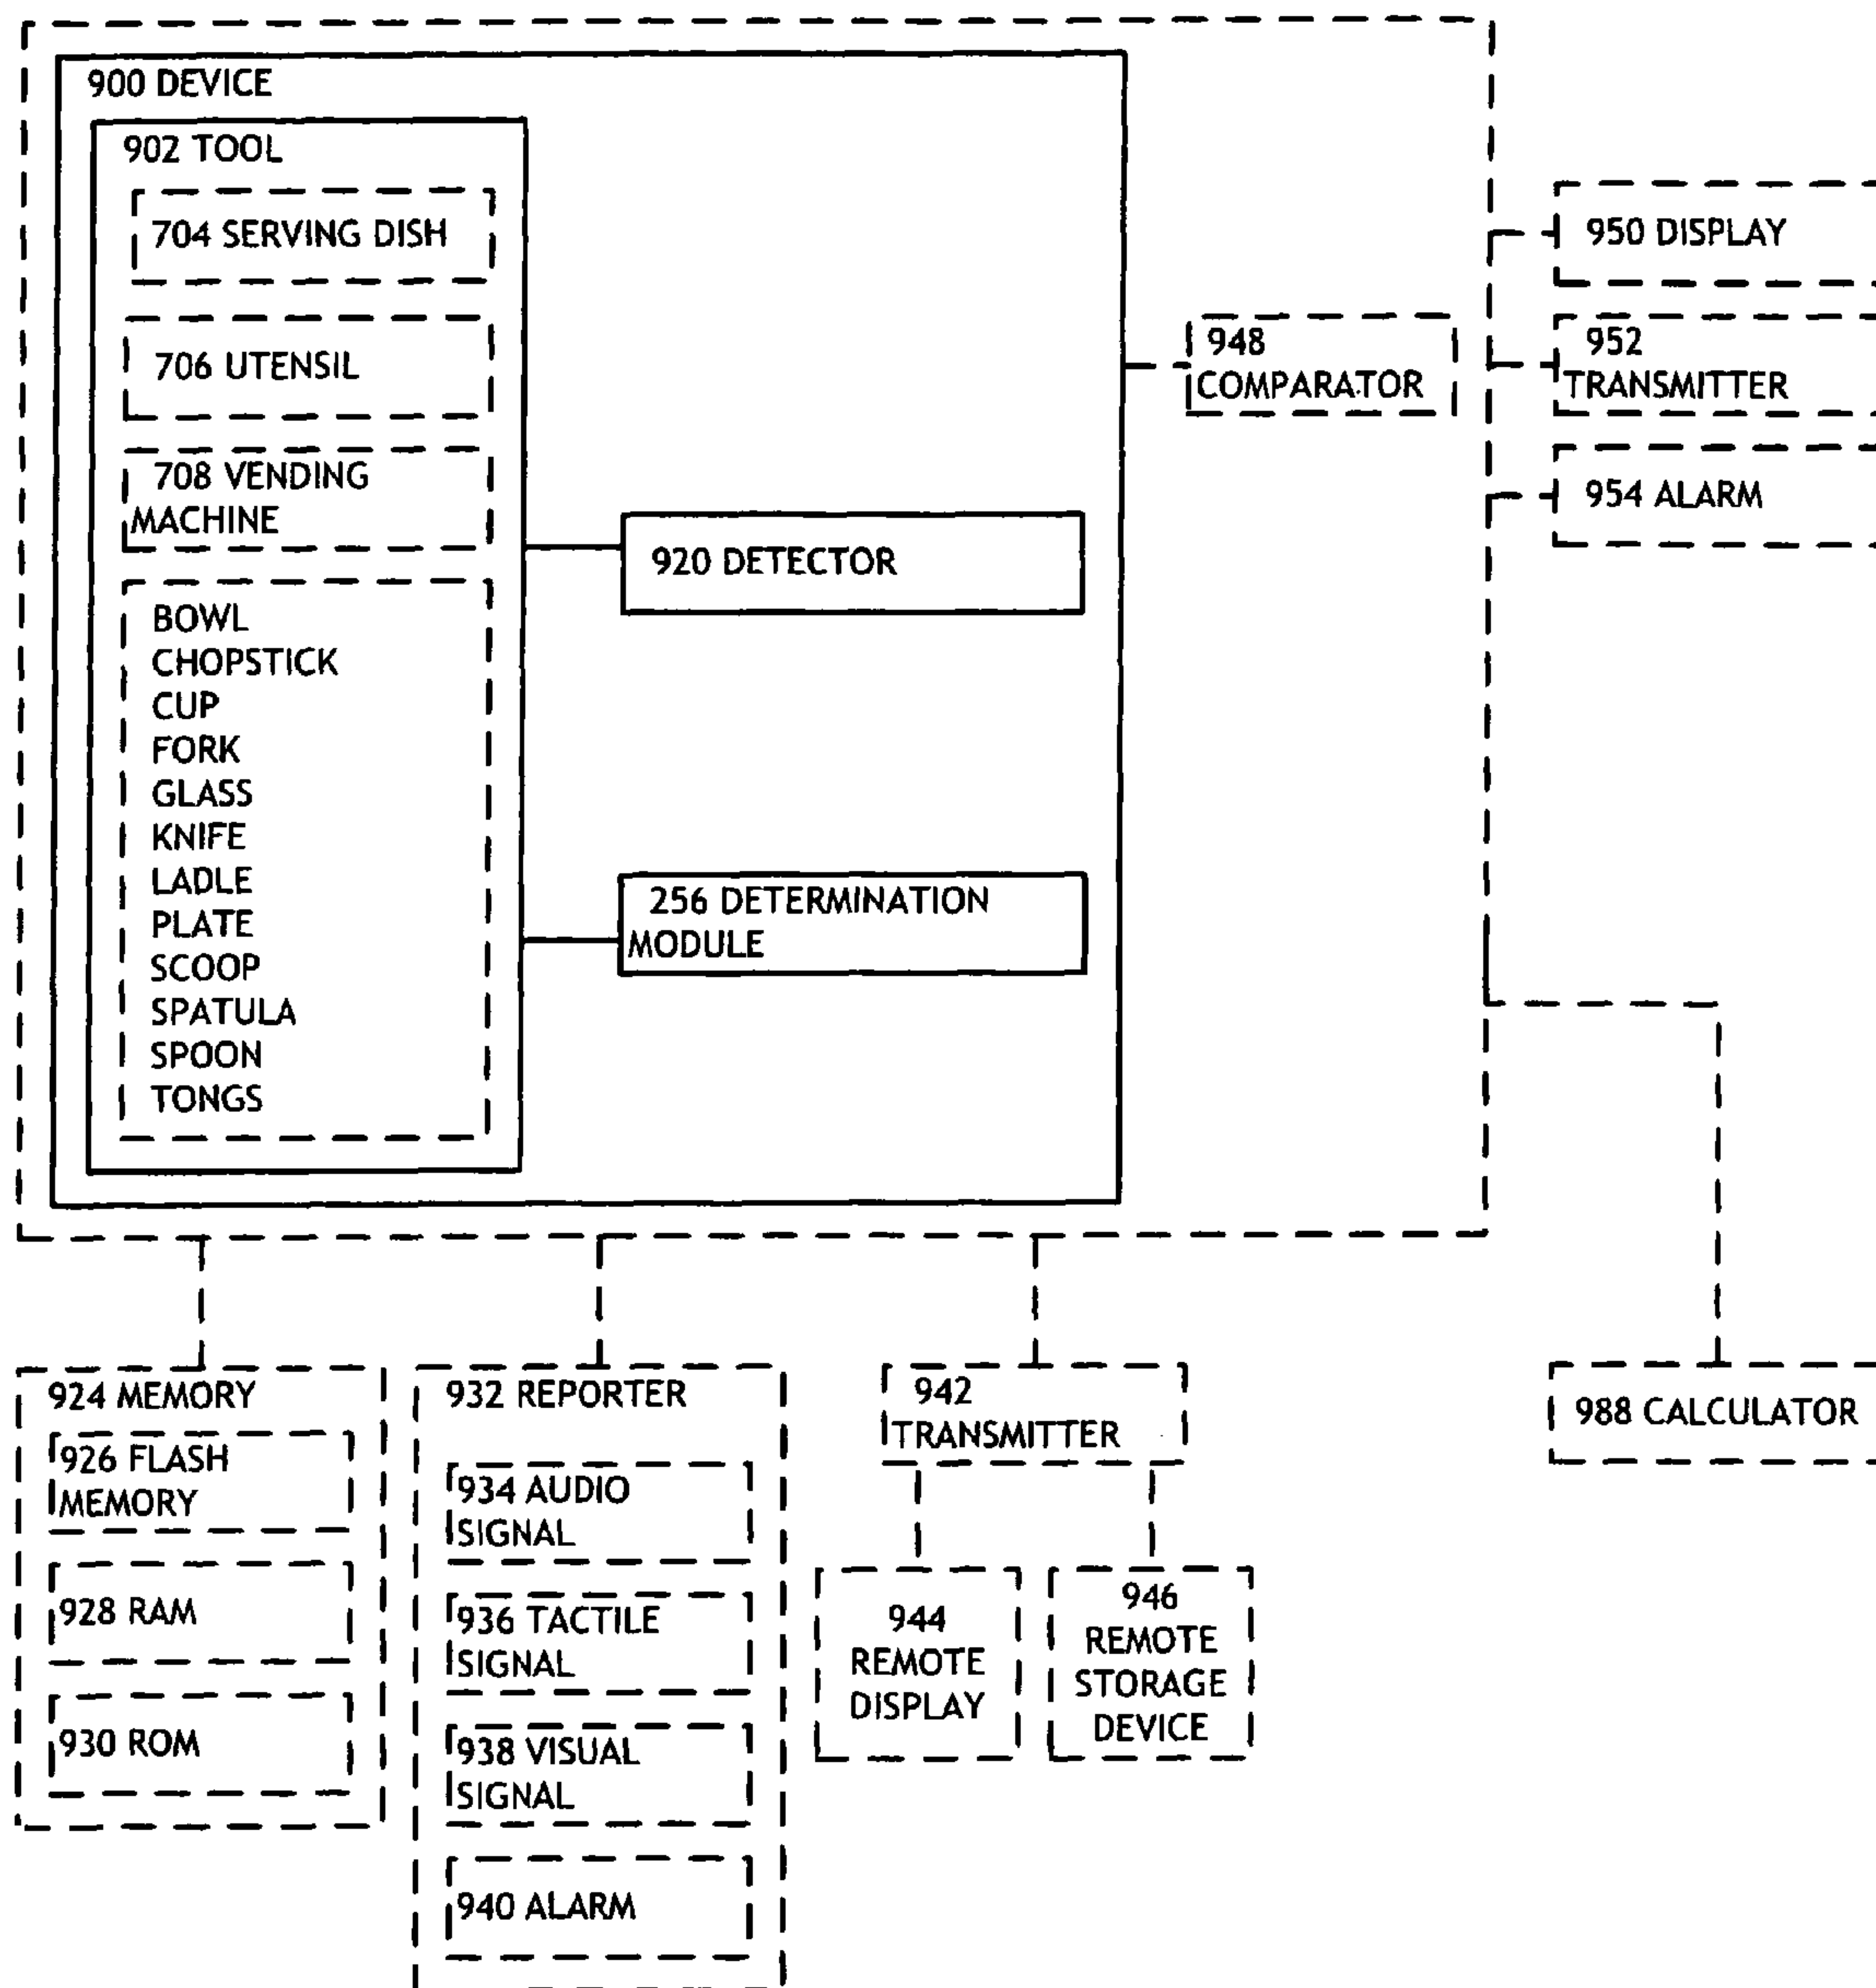 900 DEVICE
902 TOOL
704 SERVING DISH
706 UTENSIL
708 VENDING
MACHINE
BOWL
CHOPSTICK
CUP
FORK
GLASS
KNIFE
LADLE
PLATE
SCOOP
SPATULA
SPOON
TONGS
920 DETECTOR
256 DETERMINATION
MODULE
948
COMPARATOR
950 DISPLAY
952
TRANSMITTER
954 ALARM
924 MEMORY
926 FLASH
MEMORY
928 RAM
930 ROM
932 REPORTER
934 AUDIO
SIGNAL
936 TACTILE
SIGNAL
938 VISUAL
SIGNAL
940 ALARM
942
TRANSMITTER
944
REMOTE
DISPLAY
946
REMOTE
STORAGE
DEVICE
988 CALCULATOR